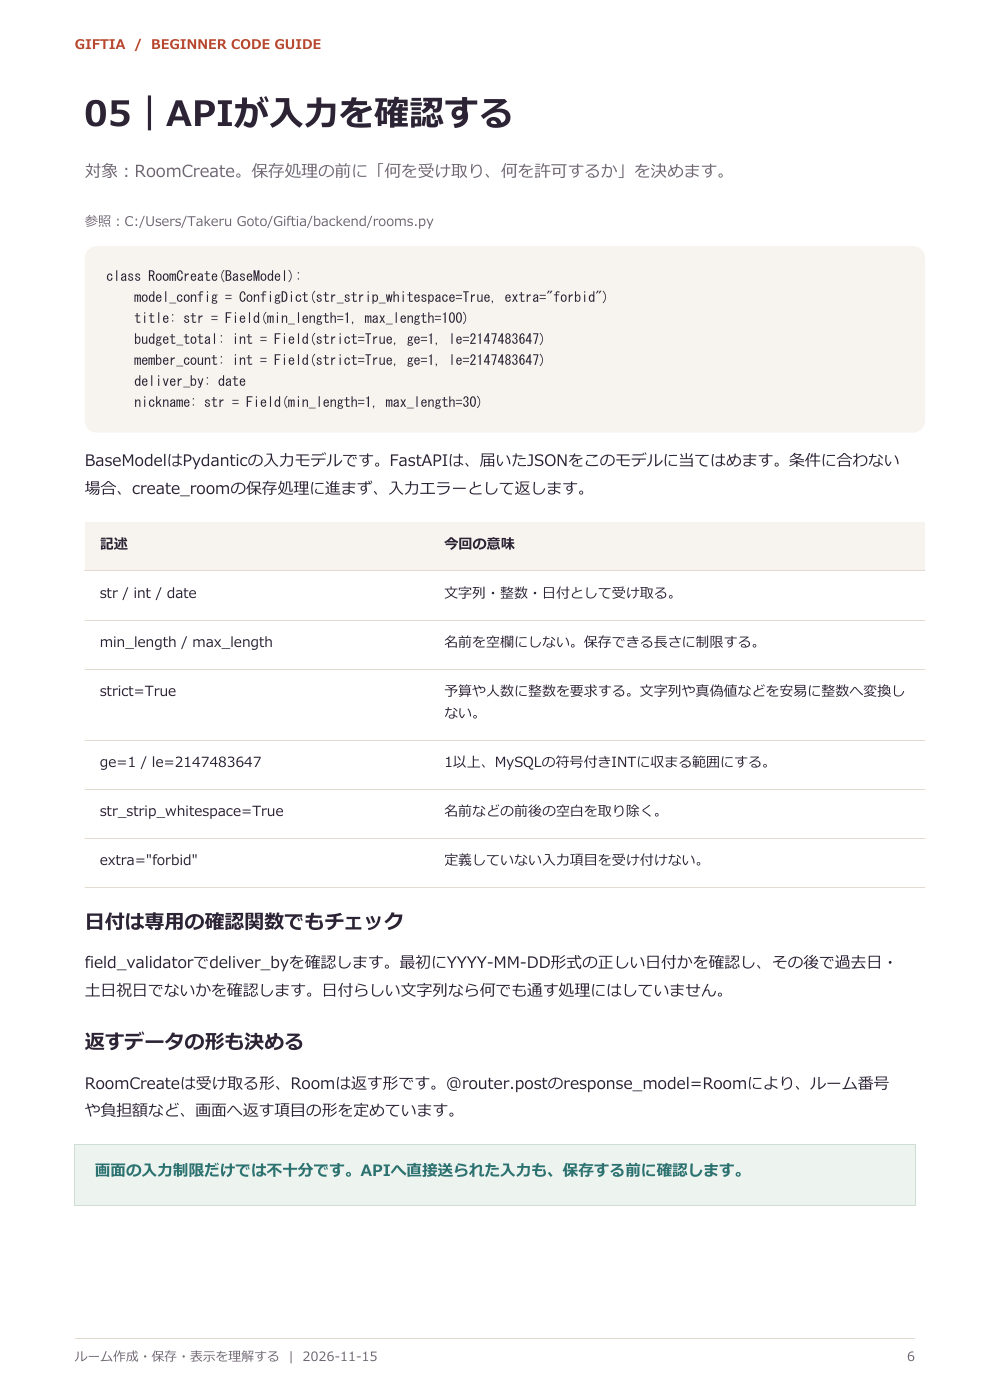 GIFTIA / BEGINNER CODE GUIDE
05｜APIが入力を確認する
対象：RoomCreate。保存処理の前に「何を受け取り、何を許可するか」を決めます。
参照：C:/Users/Takeru Goto/Giftia/backend/rooms.py
class RoomCreate(BaseModel):
    model_config = ConfigDict(str_strip_whitespace=True, extra="forbid")
    title: str = Field(min_length=1, max_length=100)
    budget_total: int = Field(strict=True, ge=1, le=2147483647)
    member_count: int = Field(strict=True, ge=1, le=2147483647)
    deliver_by: date
    nickname: str = Field(min_length=1, max_length=30)
BaseModelはPydanticの入力モデルです。FastAPIは、届いたJSONをこのモデルに当てはめます。条件に合わない
場合、create_roomの保存処理に進まず、入力エラーとして返します。
記述 今回の意味
str / int / date 文字列・整数・日付として受け取る。
min_length / max_length 名前を空欄にしない。保存できる長さに制限する。
strict=True 予算や人数に整数を要求する。文字列や真偽値などを安易に整数へ変換し
ない。
ge=1 / le=2147483647 1以上、MySQLの符号付きINTに収まる範囲にする。
str_strip_whitespace=True 名前などの前後の空白を取り除く。
extra="forbid" 定義していない入力項目を受け付けない。
日付は専用の確認関数でもチェック
field_validatorでdeliver_byを確認します。最初にYYYY-MM-DD形式の正しい日付かを確認し、その後で過去日・
土日祝日でないかを確認します。日付らしい文字列なら何でも通す処理にはしていません。
返すデータの形も決める
RoomCreateは受け取る形、Roomは返す形です。@router.postのresponse_model=Roomにより、ルーム番号
や負担額など、画面へ返す項目の形を定めています。
画面の入力制限だけでは不十分です。APIへ直接送られた入力も、保存する前に確認します。
ルーム作成・保存・表示を理解する | 2026-11-15 6